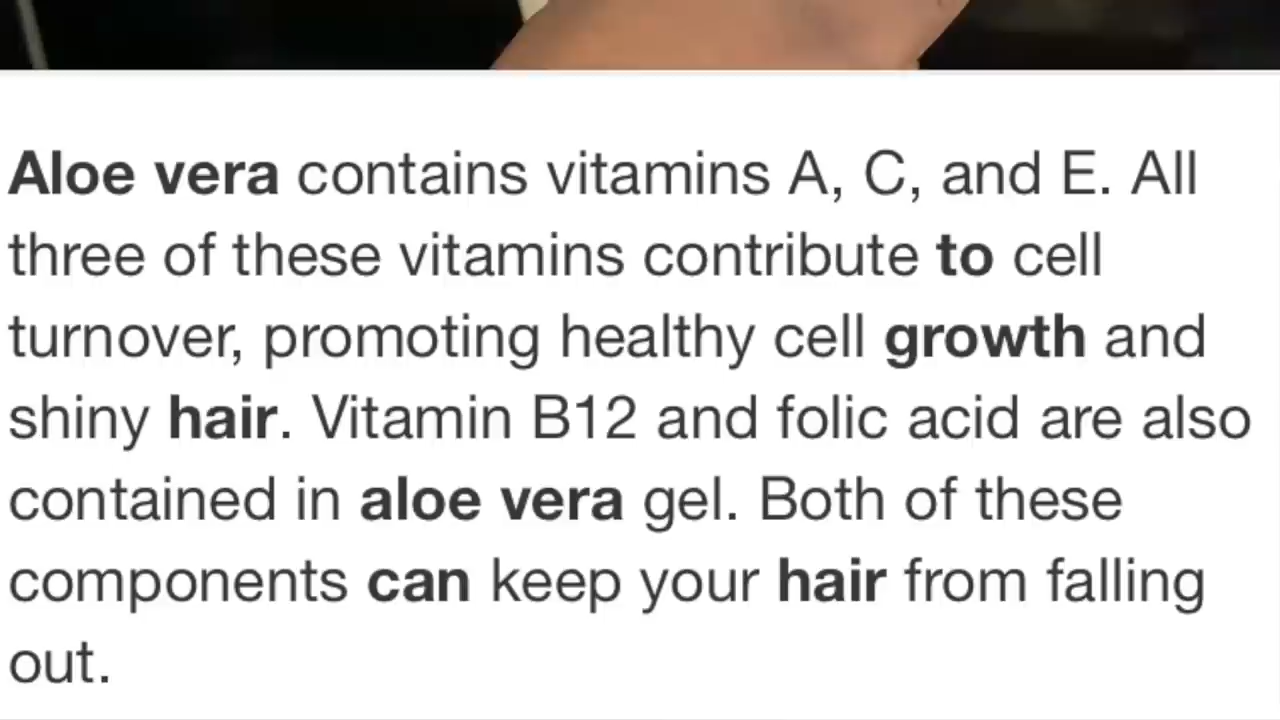 Aloe vera contains vitamins A, C, and E. All
three of these vitamins contribute to cell
turnover, promoting healthy cell growth and
shiny hair. Vitamin B12 and folic acid are also
contained in aloe vera gel. Both of these
components can keep your hair from falling
out.